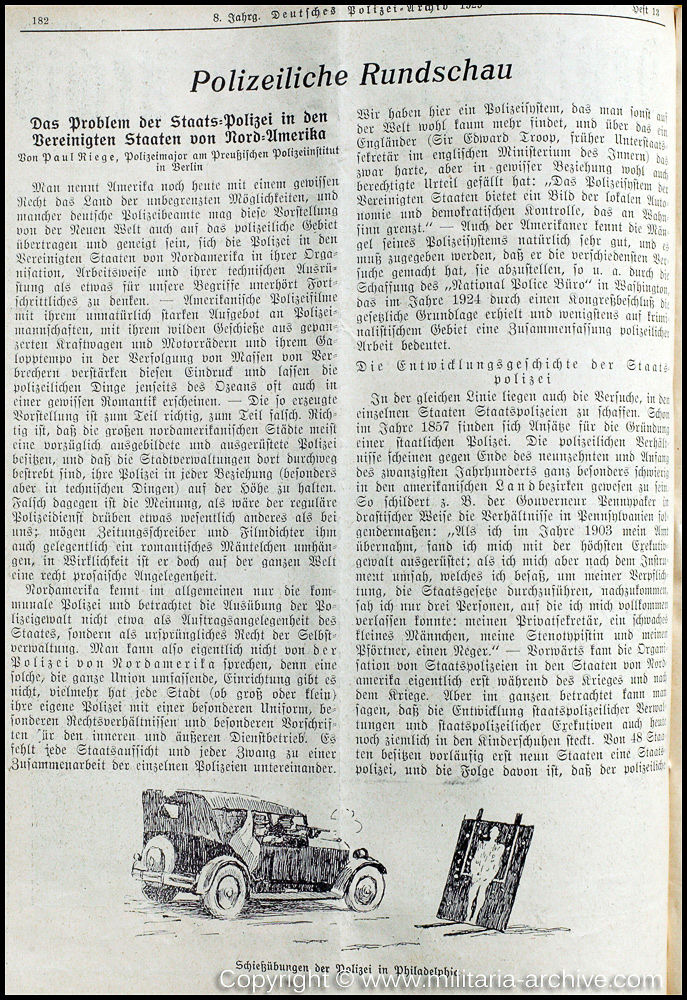 182
8. Jahrg. Deutsches Polizei-Archiv 1929
Heft 12
Polizeiliche Rundschau
Das Problem der Staats-Polizei in den
Vereinigten Staaten von Nord-Amerika
Von Paul Riege, Polizeimajor am Preußischen Polizeiinstitut
in Berlin
Man nennt Amerika noch heute mit einem gewissen
Recht das Land der unbegrenzten Möglichkeiten, und
mancher deutsche Polizeibeamte mag diese Vorstellung
von der Neuen Welt auch auf das polizeiliche Gebiet
übertragen und geneigt sein, sich die Polizei in den
Vereinigten Staaten von Nordamerika in ihrer Orga-
nisation, Arbeitsweise und ihrer technischen Ausrü-
stung als etwas für unsere Begriffe unerhört Fort-
schrittliches zu denken. — Amerikanische Polizeifilme
mit ihrem unnatürlich starken Aufgebot an Polizei-
mannschaften, mit ihrem wilden Geschieße aus gepan-
zerten Kraftwagen und Motorrädern und ihrem Ga-
lopptempo in der Verfolgung von Massen von Ver-
brechern verstärken diesen Eindruck und lassen die
polizeilichen Dinge jenseits des Ozeans oft auch in
einer gewissen Romantik erscheinen. — Die so erzeugte
Vorstellung ist zum Teil richtig, zum Teil falsch. Rich-
tig ist, daß die großen nordamerikanischen Städte meist
eine vorzüglich ausgebildete und ausgerüstete Polizei
besitzen, und daß die Stadtverwaltungen dort durchweg
bestrebt sind, ihre Polizei in jeder Beziehung (besonders
aber in technischen Dingen) auf der Höhe zu halten.
Falsch dagegen ist die Meinung, als wäre der reguläre
Polizeidienst drüben etwas wesentlich anderes als bei
uns; mögen Zeitungsschreiber und Filmdichter ihm
auch gelegentlich ein romantisches Mäntelchen umhän-
gen, in Wirklichkeit ist er doch auf der ganzen Welt
eine recht prosaische Angelegenheit.
Nordamerika kennt im allgemeinen nur die kom-
munale Polizei und betrachtet die Ausübung der Po-
lizeigewalt nicht etwa als Auftragsangelegenheit des
Staates, sondern als ursprüngliches Recht der Selbst-
verwaltung. Man kann also eigentlich nicht von der
Polizei von Nordamerika sprechen, denn eine
solche, die ganze Union umfassende, Einrichtung gibt es
nicht, vielmehr hat jede Stadt (ob groß oder klein)
ihre eigene Polizei mit einer besonderen Uniform, be-
sonderen Rechtsverhältnissen und besonderen Vorschrif-
ten für den inneren und äußeren Dienstbetrieb. Es
fehlt jede Staatsaufsicht und jeder Zwang zu einer
Zusammenarbeit der einzelnen Polizeien untereinander.
Wir haben hier ein Polizeisystem, das man sonst auf
der Welt wohl kaum mehr findet, und über das ein
Engländer (Sir Edward Troop, früher Unterstaats-
sekretär im englischen Ministerium des Innern) das
zwar harte, aber in gewisser Beziehung wohl auch
berechtigte Urteil gefällt hat: „Das Polizeisystem der
Vereinigten Staaten bietet ein Bild der lokalen Auto-
nomie und demokratischen Kontrolle, das an Wahn-
sinn grenzt.“ — Auch der Amerikaner kennt die Män-
gel seines Polizeisystems natürlich sehr gut, und es
muß zugegeben werden, daß er die verschiedensten Ver-
suche gemacht hat, sie abzustellen, so u. a. durch die
Schaffung des „National Police Büro“ in Washington,
das im Jahre 1924 durch einen Kongreßbeschluß die
gesetzliche Grundlage erhielt und wenigstens auf krimi-
nalistischem Gebiet eine Zusammenfassung polizeilicher
Arbeit bedeutet.
Die Entwicklungsgeschichte der Staats-
polizei
In der gleichen Linie liegen auch die Versuche, in den
einzelnen Staaten Staatspolizeien zu schaffen. Schon
im Jahre 1857 finden sich Ansätze für die Gründung
einer staatlichen Polizei. Die polizeilichen Verhält-
nisse scheinen gegen Ende des neunzehnten und Anfang
des zwanzigsten Jahrhunderts ganz besonders schwierig
in den amerikanischen Landbezirken gewesen zu sein.
So schildert z. B. der Gouverneur Pennypaker in
drastischer Weise die Verhältnisse in Pennsylvanien fol-
gendermaßen: „Als ich im Jahre 1903 mein Amt
übernahm, fand ich mich mit der höchsten Exekutiv-
gewalt ausgerüstet; als ich mich aber nach dem Instru-
ment umsah, welches ich besaß, um meiner Verpflich-
tung, die Staatsgesetze durchzuführen, nachzukommen,
sah ich nur drei Personen, auf die ich mich vollkommen
verlassen konnte: meinen Privatsekretär, ein schwaches
kleines Männchen, meine Stenotypistin und meinen
Pförtner, einen Neger.“ — Vorwärts kam die Organi-
sation von Staatspolizeien in den Staaten von Nord-
amerika eigentlich erst während des Krieges und nach
dem Kriege. Aber im ganzen betrachtet kann man
sagen, daß die Entwicklung staatspolizeilicher Verwal-
tungen und staatspolizeilicher Exekutiven auch heute
noch ziemlich in den Kinderschuhen steckt. Von 48 Staa-
ten besitzen vorläufig erst neun Staaten eine Staats-
polizei, und die Folge davon ist, daß der polizeiliche
Schießübungen der Polizei in Philadelphia
Copyright © - www.militaria-archive.com